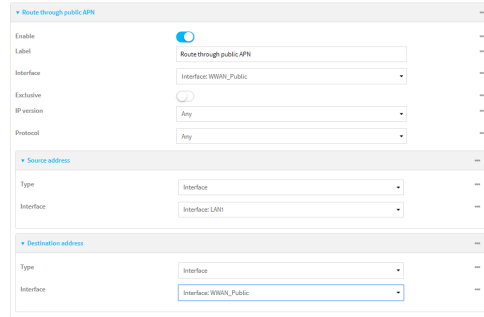 Route through public APN
Enable
Label
Route through public APN
Interface
Interface: WWAN_Public
Exclusive
IP version
Any
Protocol
Any
Source address
Type
Interface
Interface
Interface: LAN1
Destination address
Type
Interface
Interface
Interface: WWAN_Public